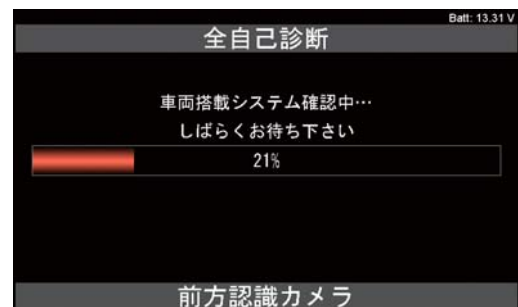 Batt: 13.31 V
全自己診断
車両搭載システム確認中…
しばらくお待ち下さい
21%
前方認識カメラ